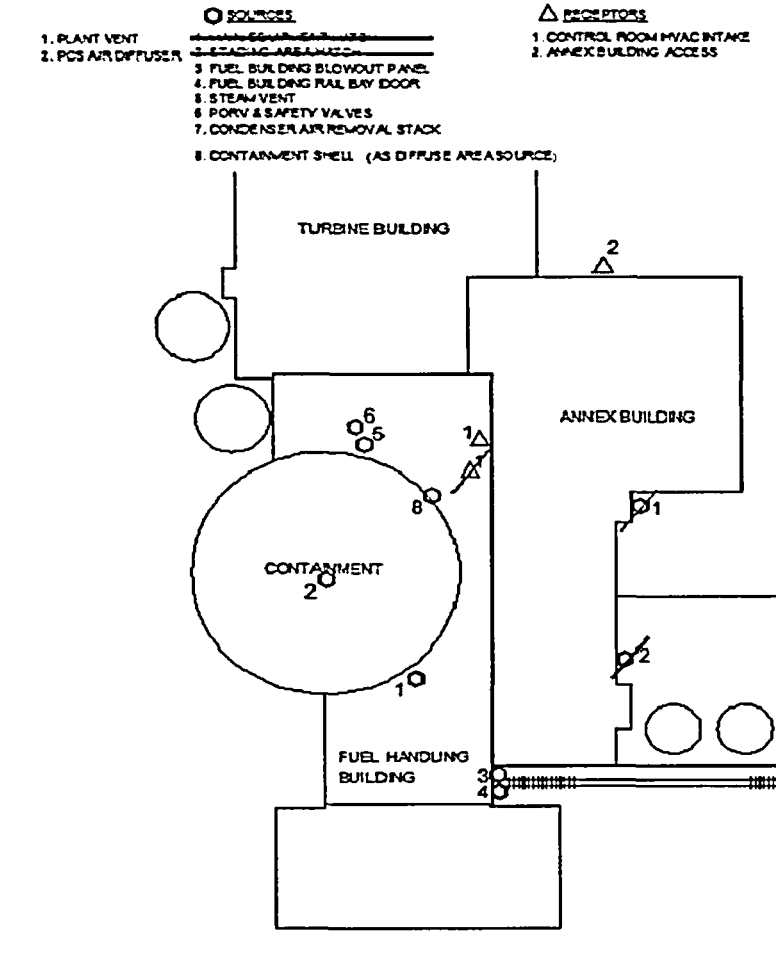 SOURCES
RECEPTORS
1. PLANT VENT
2. PCS AIR DIFFUSER
3 FUEL BUILDING BLOWOUT PANEL
4. FUEL BUILDING RAIL BAY DOOR
5. STEAM VENT
6 PORV & SAFETY VALVES
7. CONDENSER AIR REMOVAL STACK
8. CONTAINMENT SHELL (AS DIFFUSE AREA SOURCE)
1. CONTROL ROOM HVAC INTAKE
2. ANNEX BUILDING ACCESS
TURBINE BUILDING
2
6
5
1
ANNEX BUILDING
8
1
CONTAINMENT
2
2
1
FUEL HANDLING
BUILDING
3
4